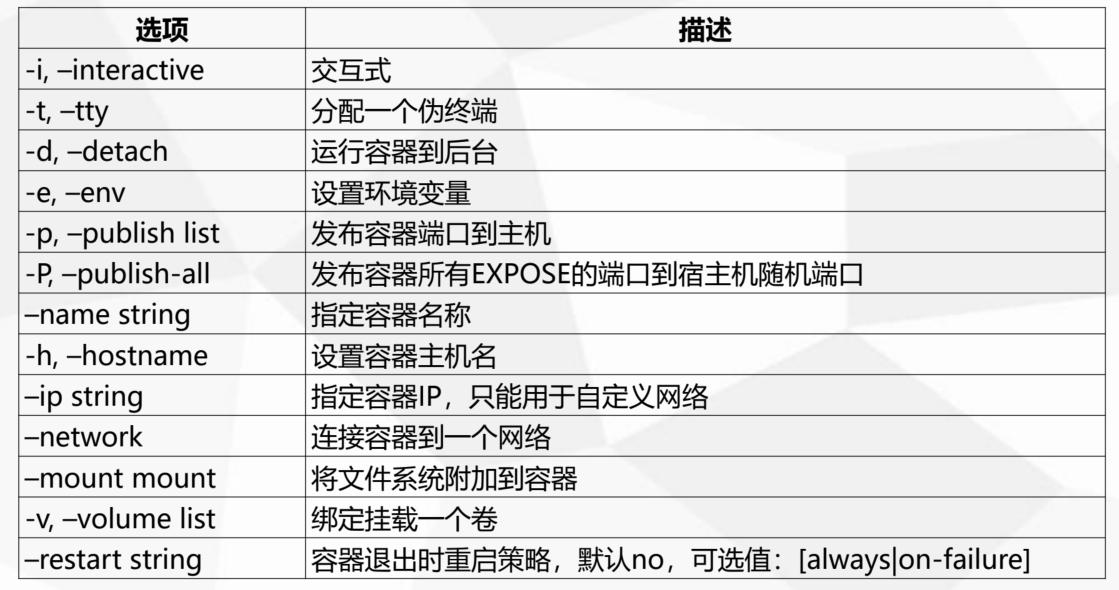 选项 描述
-i, –interactive 交互式
-t, –tty 分配一个伪终端
-d, –detach 运行容器到后台
-e, –env 设置环境变量
-p, –publish list 发布容器端口到主机
-P, –publish-all 发布容器所有EXPOSE的端口到宿主机随机端口
–name string 指定容器名称
-h, –hostname 设置容器主机名
–ip string 指定容器IP，只能用于自定义网络
–network 连接容器到一个网络
–mount mount 将文件系统附加到容器
-v, –volume list 绑定挂载一个卷
–restart string 容器退出时重启策略，默认no，可选值：[always|on-failure]